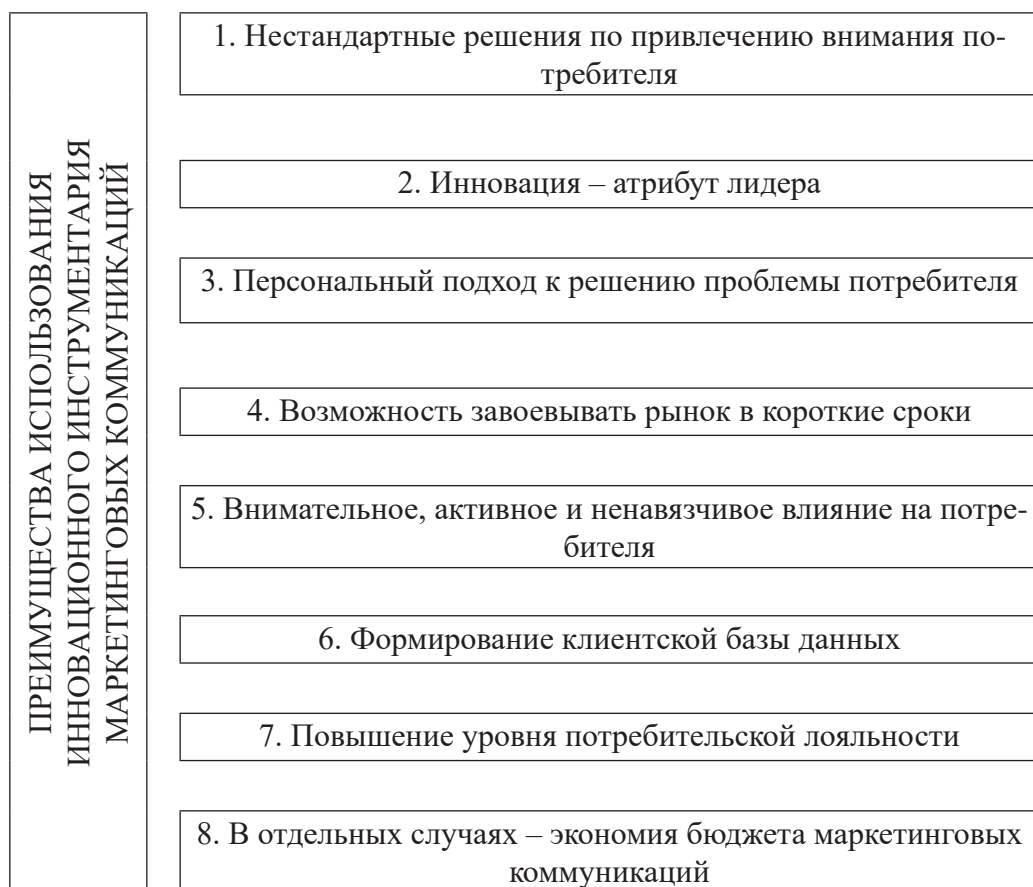 ПРЕИМУЩЕСТВА ИСПОЛЬЗОВАНИЯ
ИННОВАЦИОННОГО ИНСТРУМЕНТАРИЯ
МАРКЕТИНГОВЫХ КОММУНИКАЦИЙ
1. Нестандартные решения по привлечению внимания по-
требителя
2. Инновация – атрибут лидера
3. Персональный подход к решению проблемы потребителя
4. Возможность завоевывать рынок в короткие сроки
5. Внимательное, активное и ненавязчивое влияние на потре-
бителя
6. Формирование клиентской базы данных
7. Повышение уровня потребительской лояльности
8. В отдельных случаях – экономия бюджета маркетинговых
коммуникаций